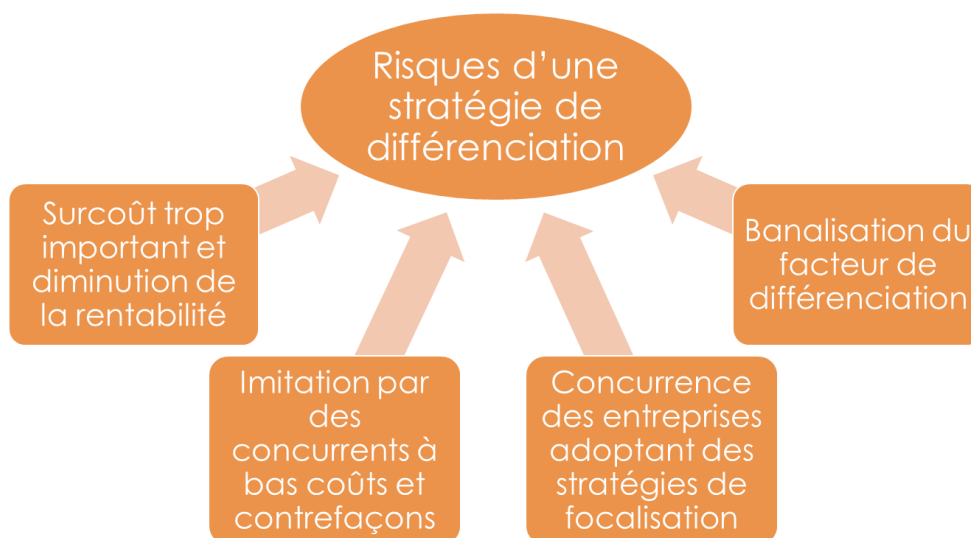 Risques d’une
stratégie de
différenciation
Surcoût trop
important et
diminution de
la rentabilité
Imitation par
des
concurrents à
bas coûts et
contrefaçons
Concurrence
des entreprises
adoptant des
stratégies de
focalisation
Banalisation du
facteur de
différenciation